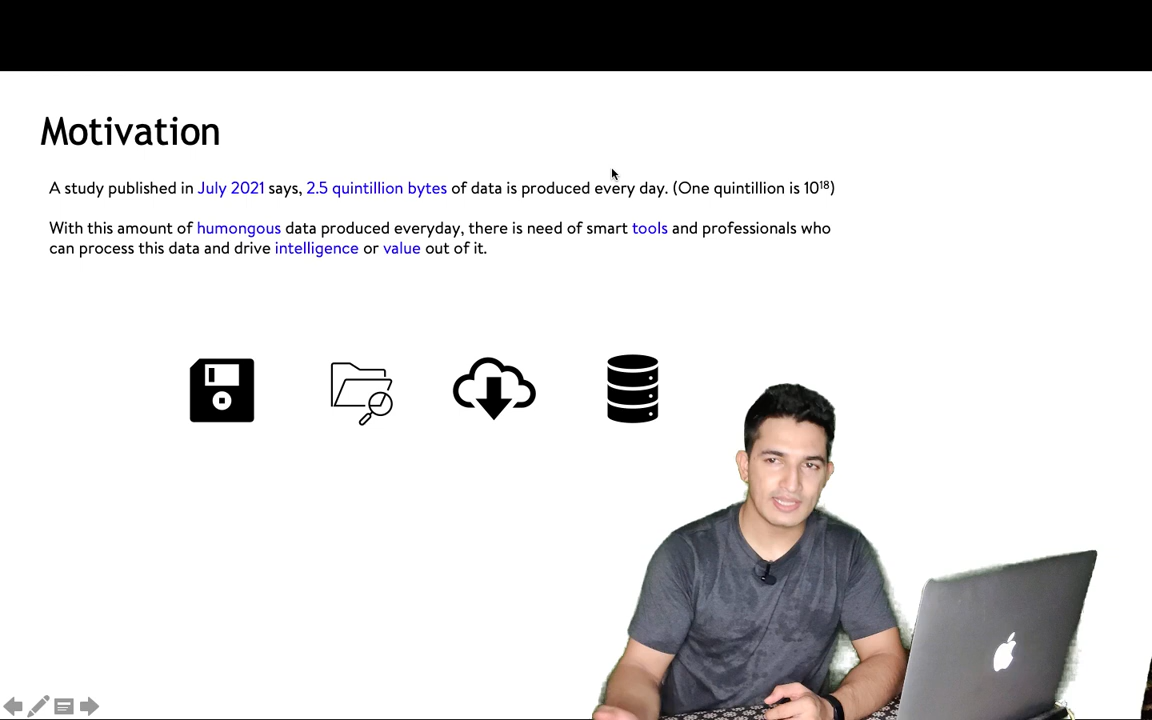 Motivation
A study published in July 2021 says, 2.5 quintillion bytes of data is produced every day. (One quintillion is 10¹⁸)
With this amount of humongous data produced everyday, there is need of smart tools and professionals who
can process this data and drive intelligence or value out of it.